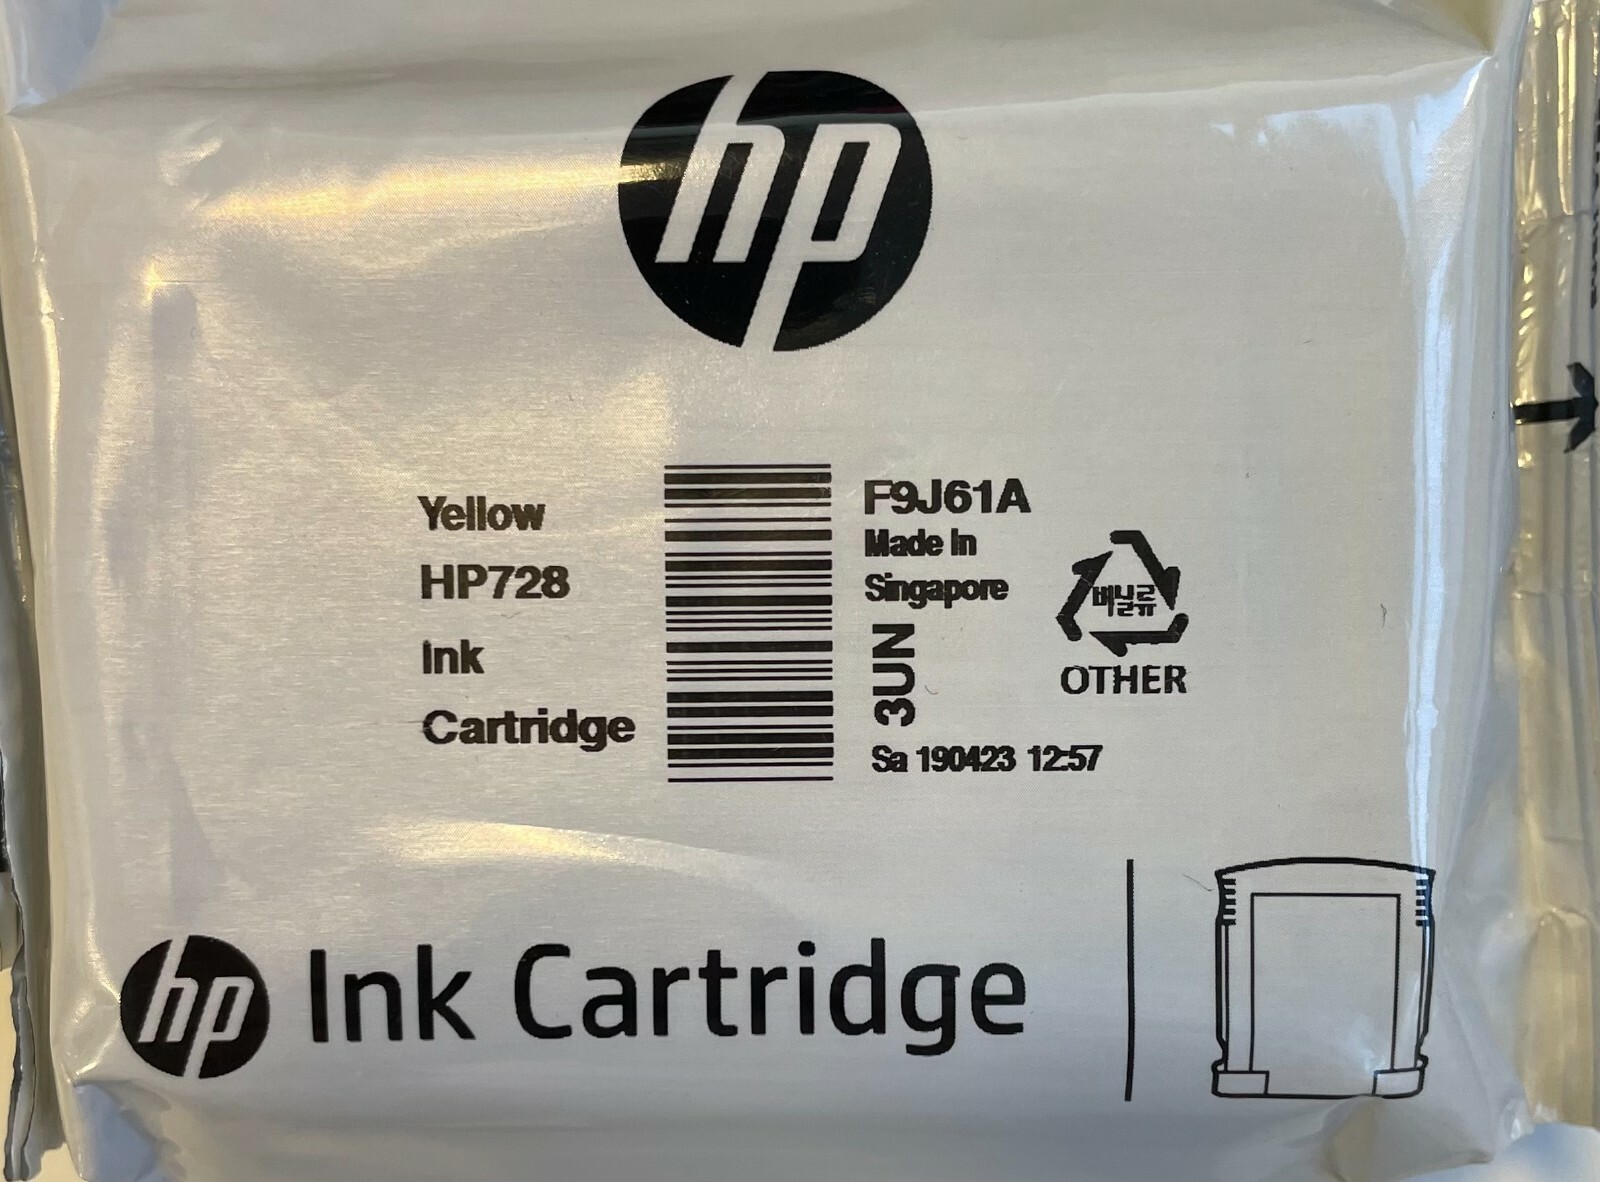 hp
Yellow
HP728
Ink
Cartridge
F9J61A
Made In
Singapore
3UN
Sa 190423 12:57
비닐류
OTHER
hp Ink Cartridge